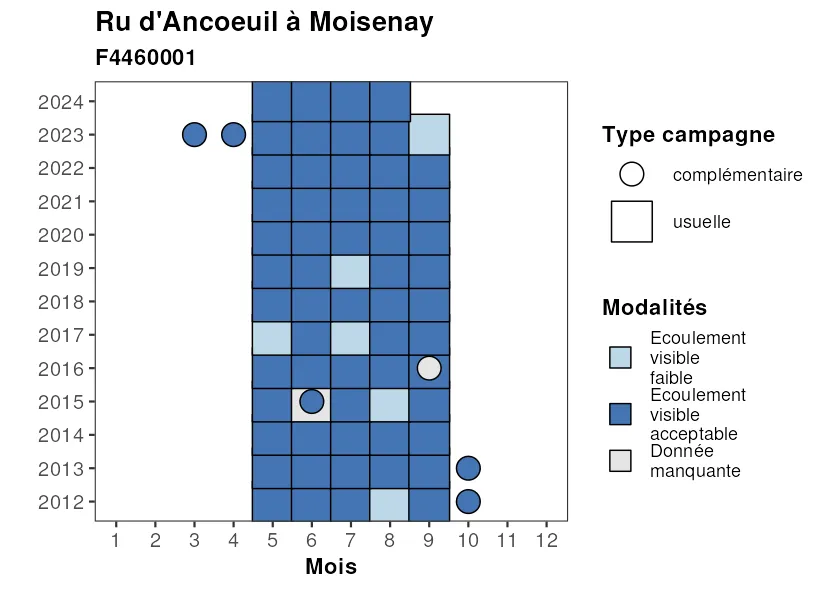 Ru d'Ancoeuil à Moisenay
F4460001
2024
2023
2022
2021
2020
2019
2018
2017
2016
2015
2014
2013
2012
1 2 3 4 5 6 7 8 9 10 11 12
Mois
Type campagne
complémentaire
usuelle
Modalités
Ecoulement
visible
faible
Ecoulement
visible
acceptable
Donnée
manquante